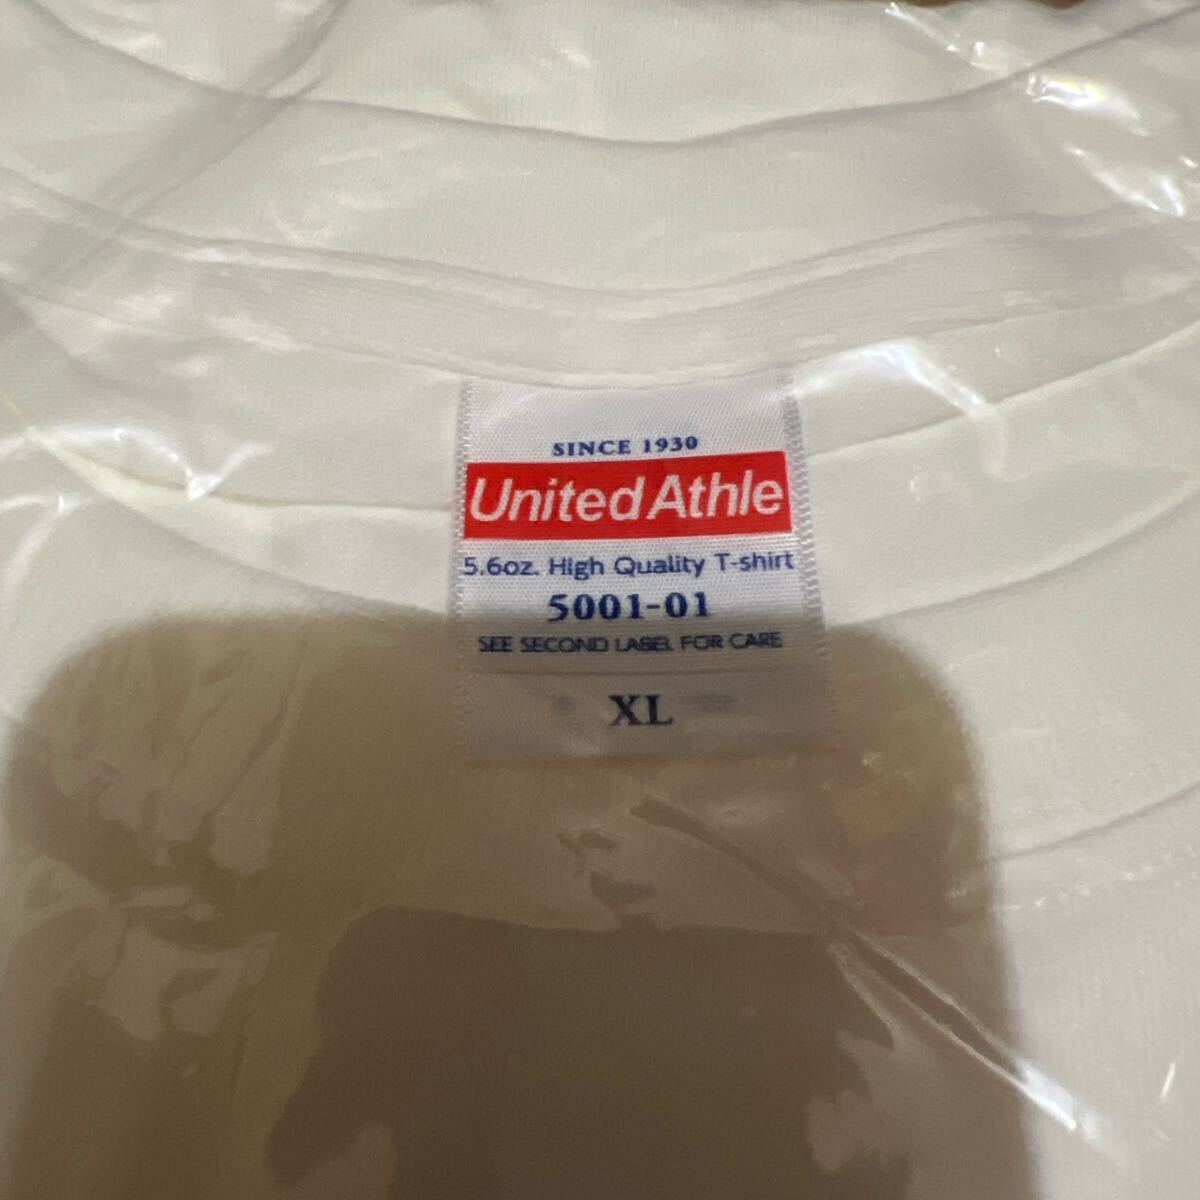 SINCE 1930
United Athle
5.6oz. High Quality T-shirt
5001-01
SEE SECOND LABEL FOR CARE
XL